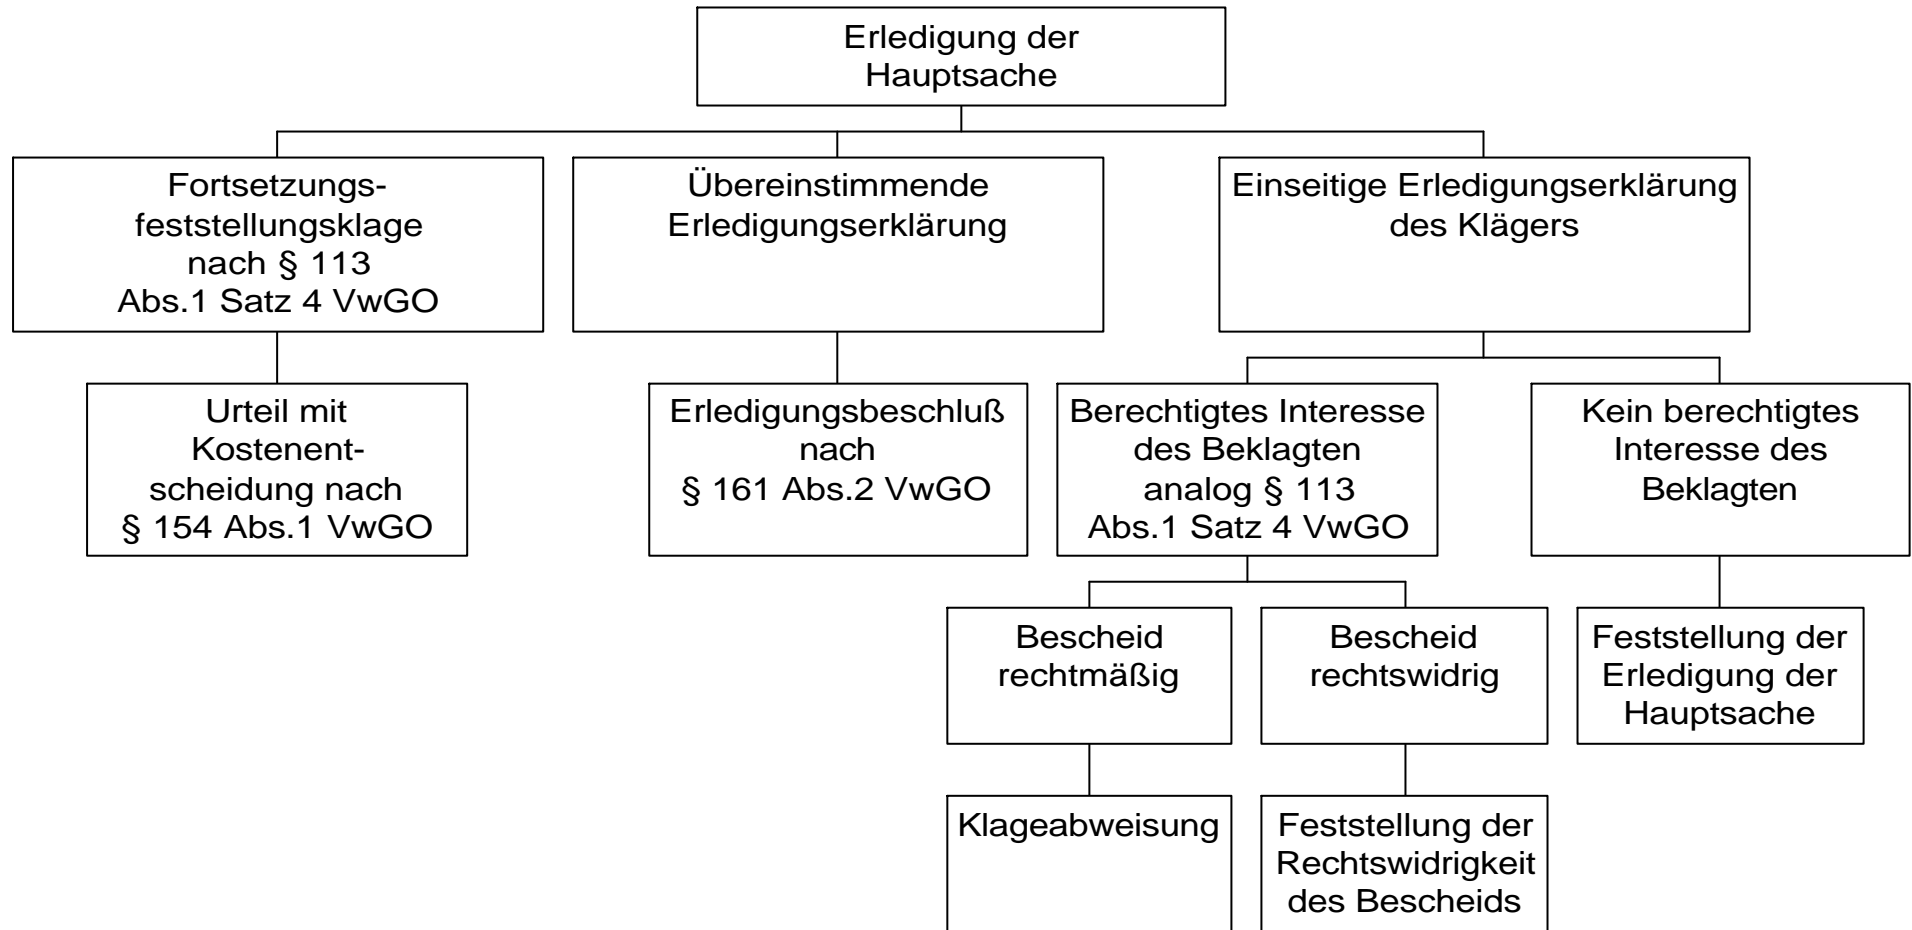 Erledigung der
Hauptsache
Fortsetzungs-
feststellungsklage
nach § 113
Abs.1 Satz 4 VwGO
Übereinstimmende
Erledigungserklärung
Einseitige Erledigungserklärung
des Klägers
Urteil mit
Kostenent-
scheidung nach
§ 154 Abs.1 VwGO
Erledigungsbeschluß
nach
§ 161 Abs.2 VwGO
Berechtigtes Interesse
des Beklagten
analog § 113
Abs.1 Satz 4 VwGO
Kein berechtigtes
Interesse des
Beklagten
Bescheid
rechtmäßig
Bescheid
rechtswidrig
Feststellung der
Erledigung der
Hauptsache
Klageabweisung
Feststellung der
Rechtswidrigkeit
des Bescheids